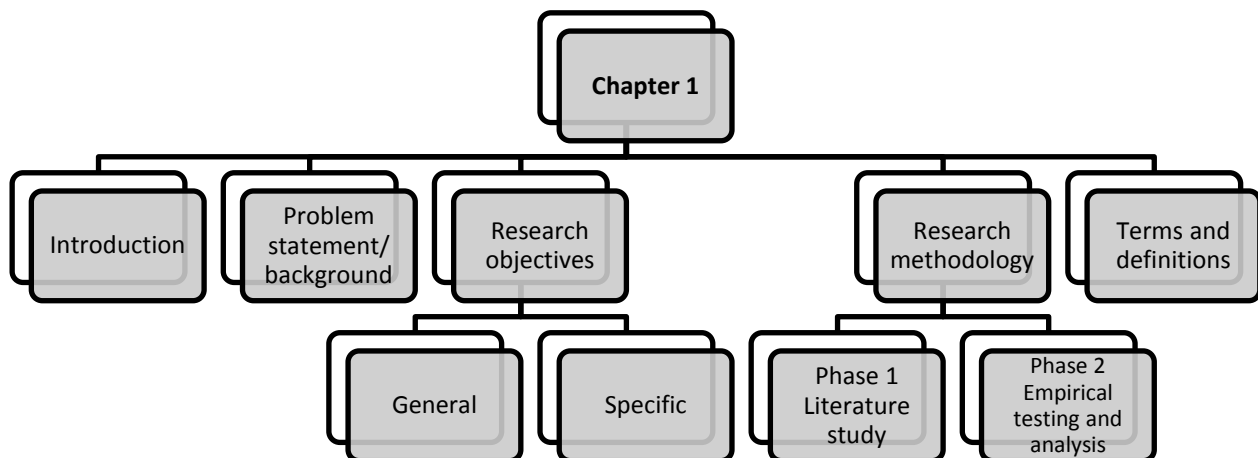 Chapter 1
Introduction
Problem
statement/
background
Research
objectives
Research
methodology
Terms and
definitions
General
Specific
Phase 1
Literature
study
Phase 2
Empirical
testing and
analysis